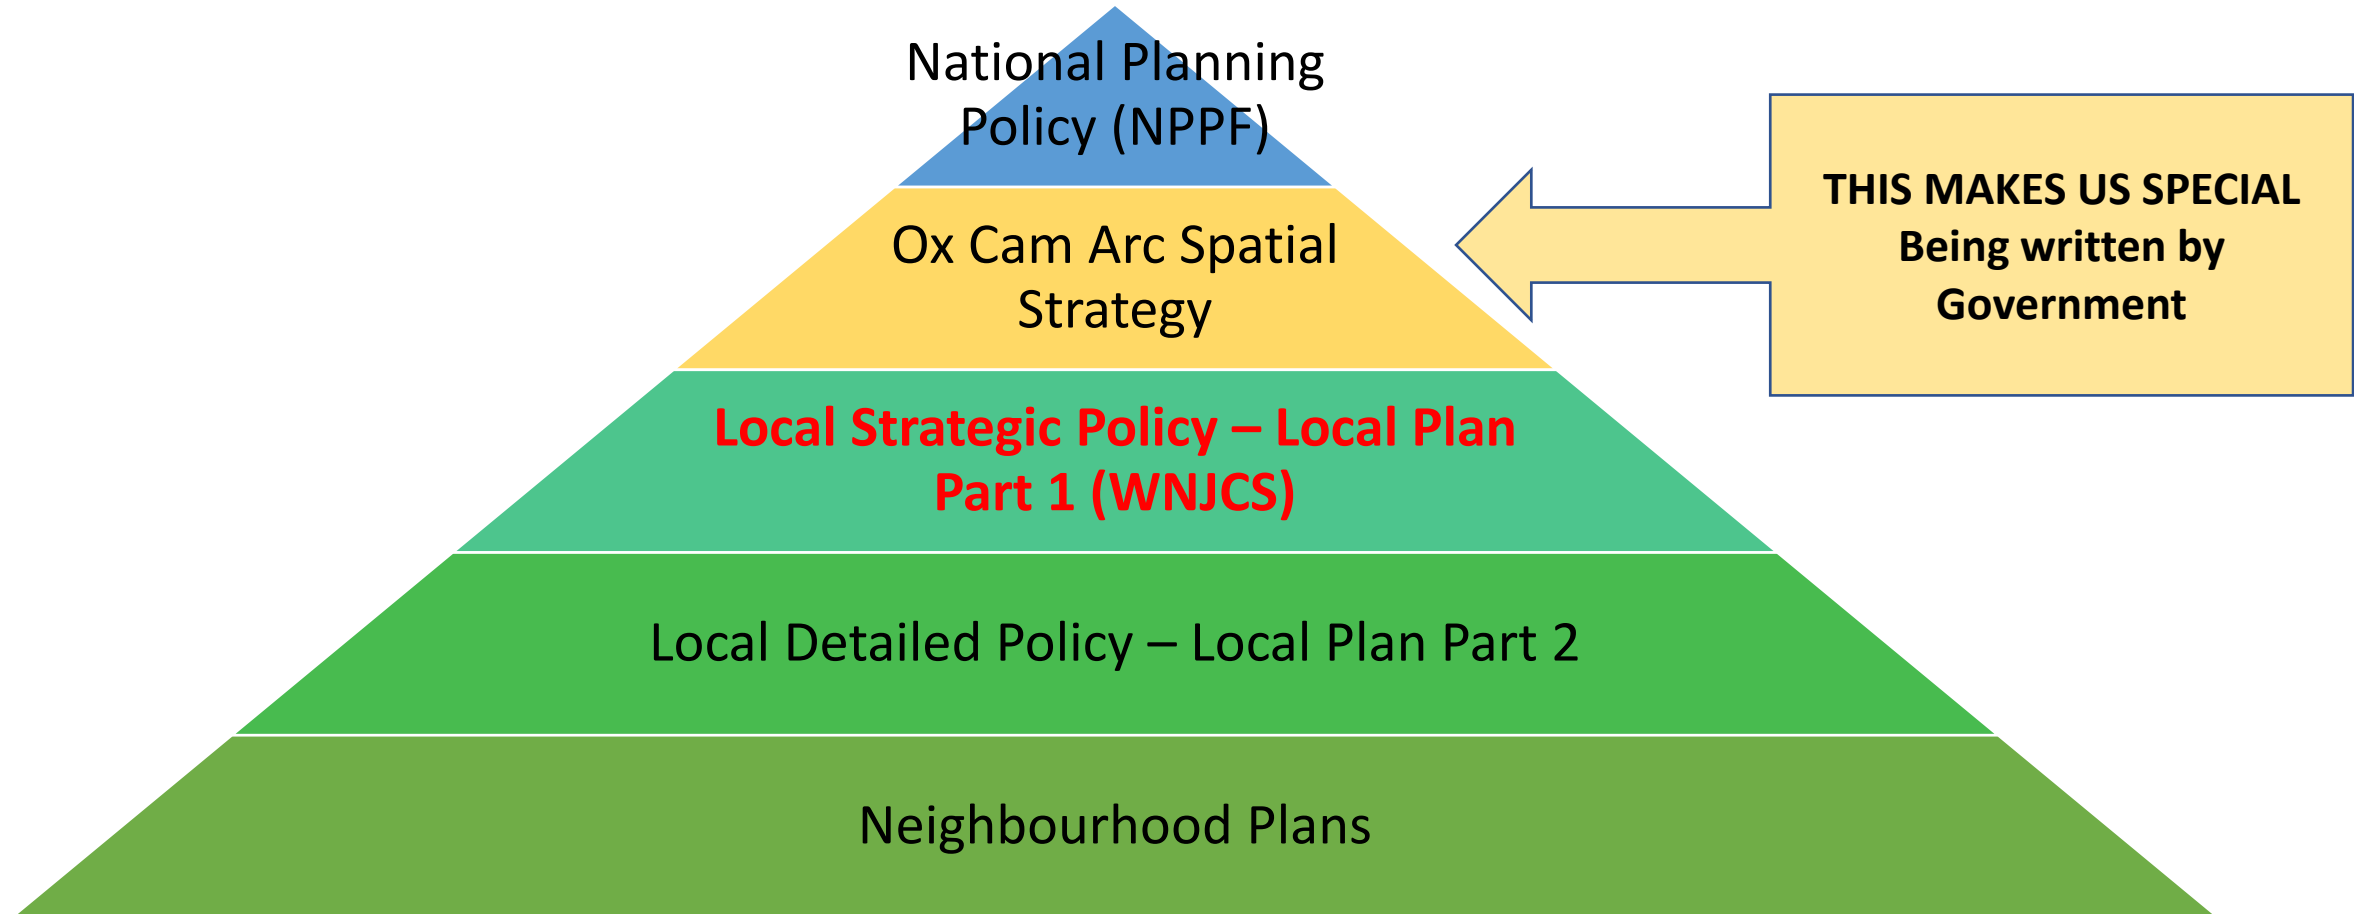 National Planning
Policy (NPPF)
Ox Cam Arc Spatial
Strategy
THIS MAKES US SPECIAL
Being written by
Government
Local Strategic Policy – Local Plan
Part 1 (WNJCS)
Local Detailed Policy – Local Plan Part 2
Neighbourhood Plans